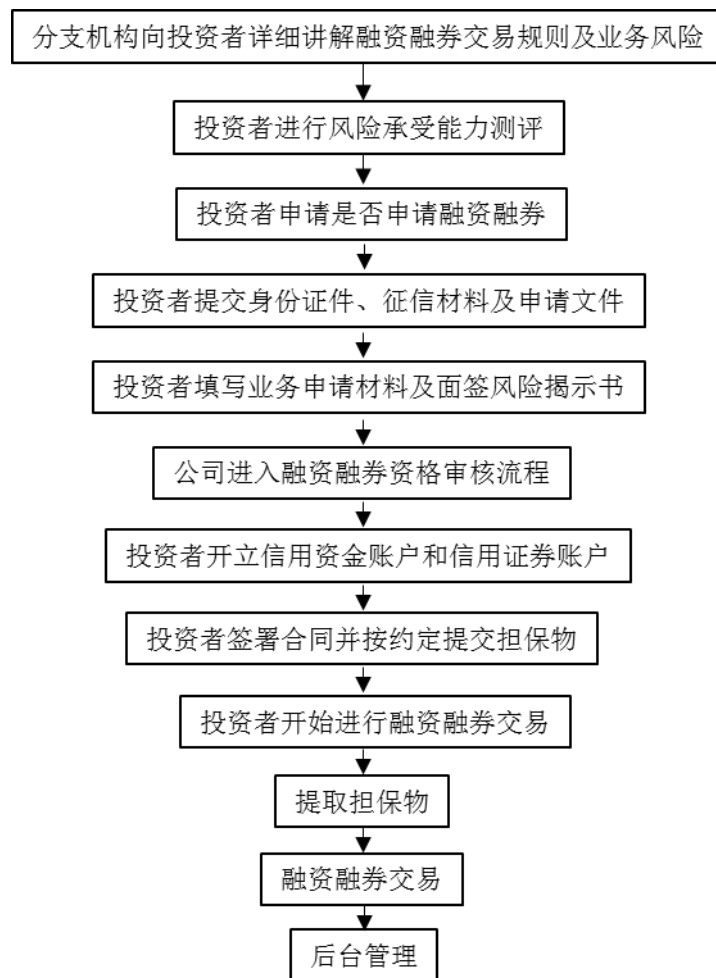 分支机构向投资者详细讲解融资融券交易规则及业务风险
投资者进行风险承受能力测评
投资者申请是否申请融资融券
投资者提交身份证件、征信材料及申请文件
投资者填写业务申请材料及面签风险揭示书
公司进入融资融券资格审核流程
投资者开立信用资金账户和信用证券账户
投资者签署合同并按约定提交担保物
投资者开始进行融资融券交易
提取担保物
融资融券交易
后台管理